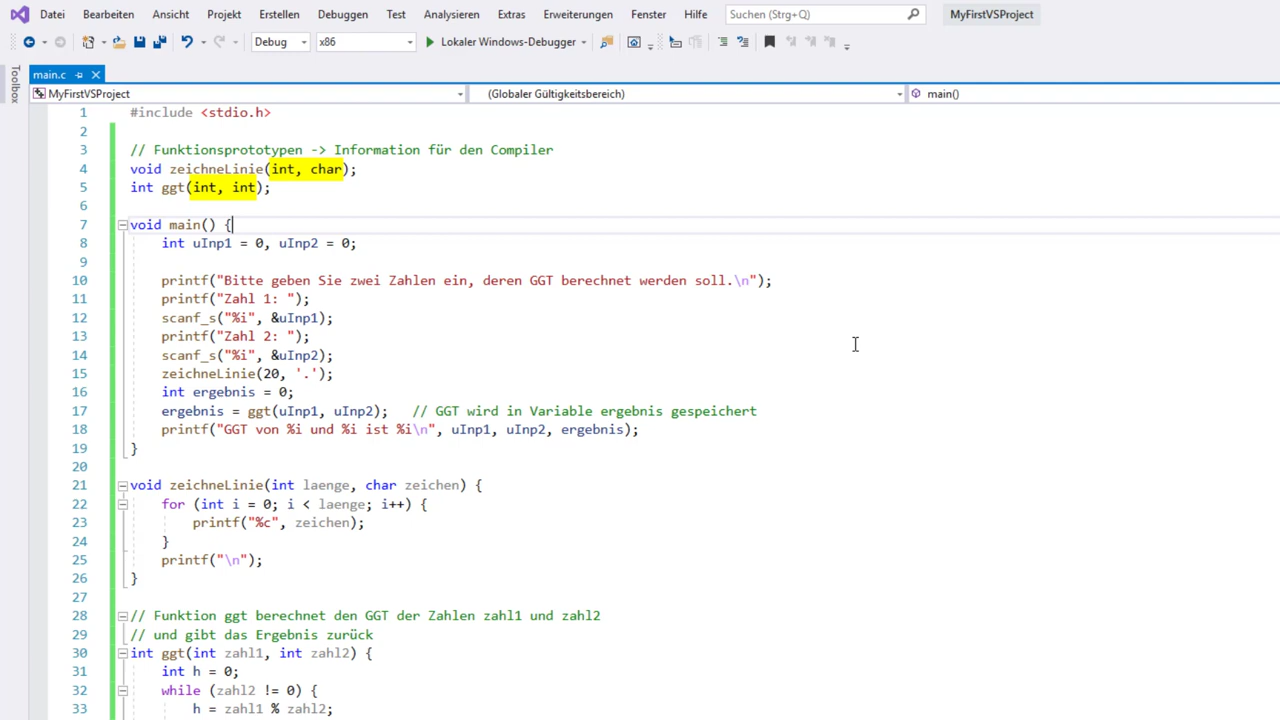 Datei Bearbeiten Ansicht Projekt Erstellen Debuggen Test Analysieren Extras Erweiterungen Fenster Hilfe Suchen (Strg+Q) MyFirstVSProject
Debug x86 Lokaler Windows-Debugger
Toolbox
main.c
MyFirstVSProject (Globaler Gültigkeitsbereich) main()
1 #include <stdio.h>
2
3 // Funktionsprototypen -> Information für den Compiler
4 void zeichneLinie(int, char);
5 int ggt(int, int);
6
7 void main() {
8 int uInp1 = 0, uInp2 = 0;
9
10 printf("Bitte geben Sie zwei Zahlen ein, deren GGT berechnet werden soll.\n");
11 printf("Zahl 1: ");
12 scanf_s("%i", &uInp1);
13 printf("Zahl 2: ");
14 scanf_s("%i", &uInp2);
15 zeichneLinie(20, '.');
16 int ergebnis = 0;
17 ergebnis = ggt(uInp1, uInp2); // GGT wird in Variable ergebnis gespeichert
18 printf("GGT von %i und %i ist %i\n", uInp1, uInp2, ergebnis);
19 }
20
21 void zeichneLinie(int laenge, char zeichen) {
22 for (int i = 0; i < laenge; i++) {
23 printf("%c", zeichen);
24 }
25 printf("\n");
26 }
27
28 // Funktion ggt berechnet den GGT der Zahlen zahl1 und zahl2
29 // und gibt das Ergebnis zurück
30 int ggt(int zahl1, int zahl2) {
31 int h = 0;
32 while (zahl2 != 0) {
33 h = zahl1 % zahl2;